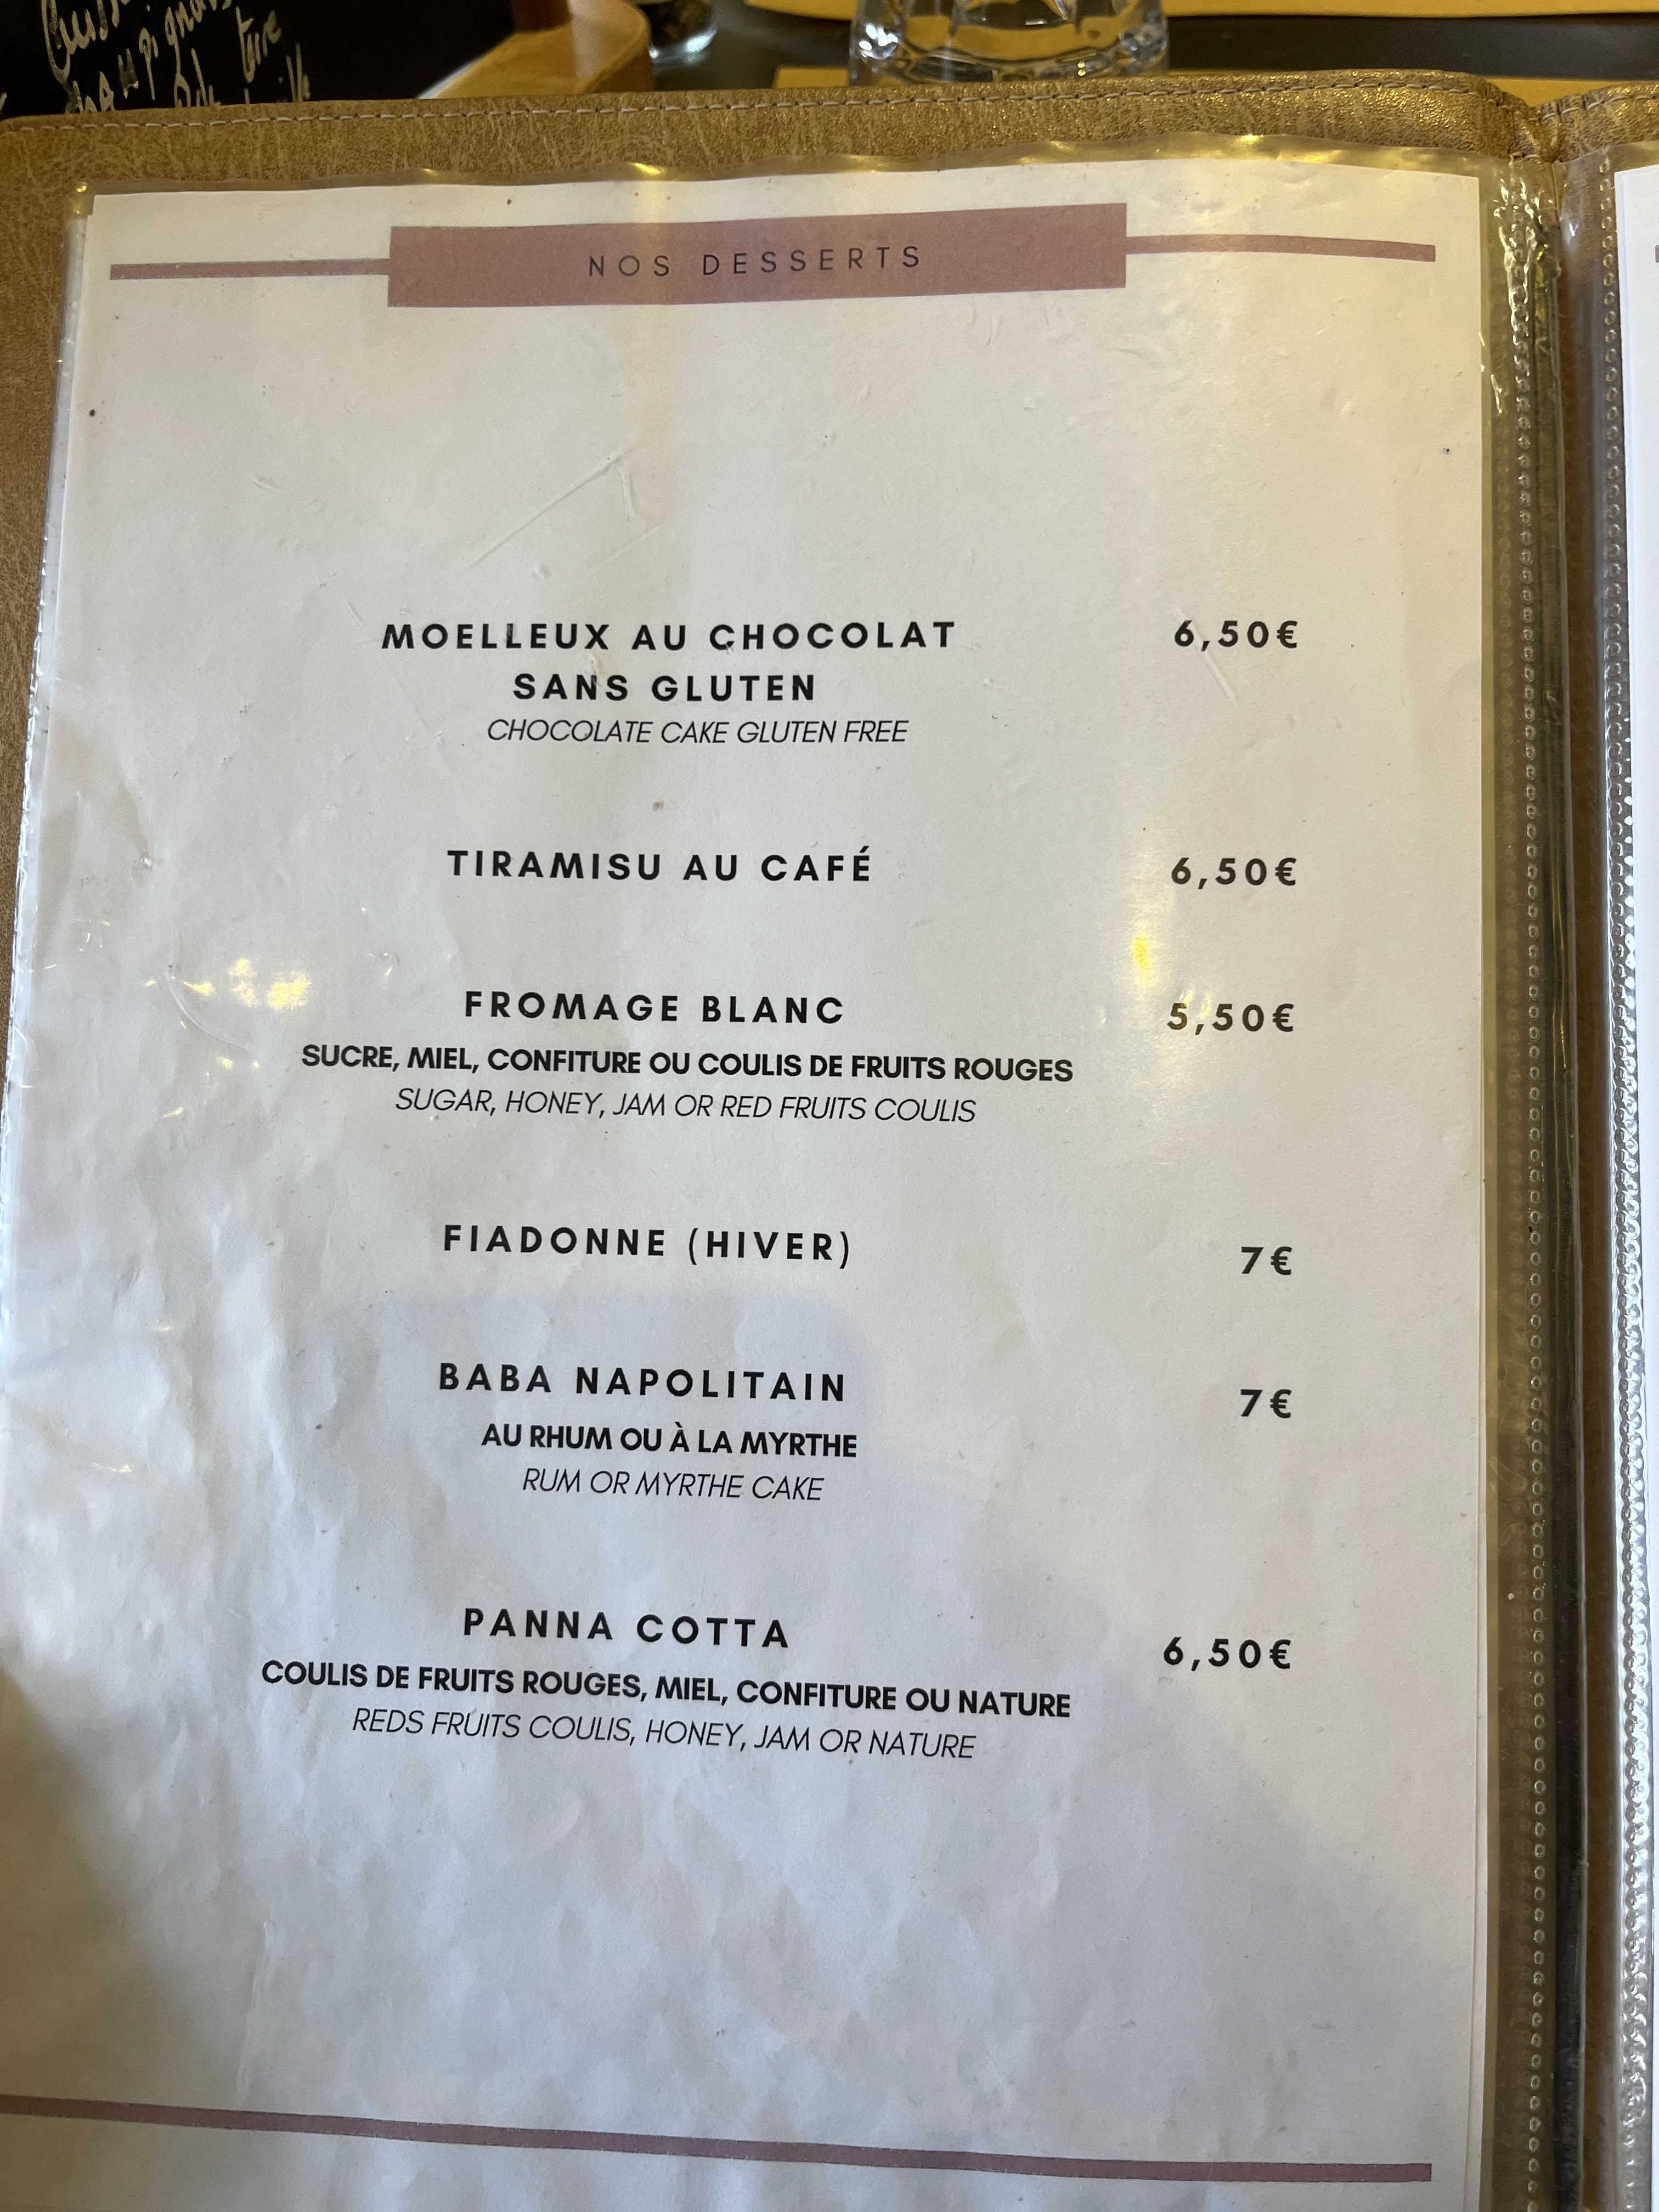 terre
NOS DESSERTS
MOELLEUX AU CHOCOLAT 6,50€
SANS GLUTEN
CHOCOLATE CAKE GLUTEN FREE
TIRAMISU AU CAFÉ 6,50€
FROMAGE BLANC 5,50€
SUCRE, MIEL, CONFITURE OU COULIS DE FRUITS ROUGES
SUGAR, HONEY, JAM OR RED FRUITS COULIS
FIADONNE (HIVER) 7€
BABA NAPOLITAIN 7€
AU RHUM OU À LA MYRTHE
RUM OR MYRTHE CAKE
PANNA COTTA 6,50€
COULIS DE FRUITS ROUGES, MIEL, CONFITURE OU NATURE
REDS FRUITS COULIS, HONEY, JAM OR NATURE